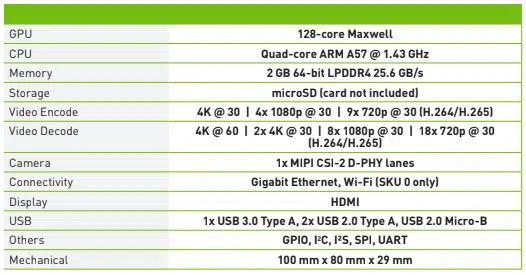 GPU 128-core Maxwell
CPU Quad-core ARM A57 @ 1.43 GHz
Memory 2 GB 64-bit LPDDR4 25.6 GB/s
Storage microSD (card not included)
Video Encode 4K @ 30 | 4x 1080p @ 30 | 9x 720p @ 30 (H.264/H.265)
Video Decode 4K @ 60 | 2x 4K @ 30 | 8x 1080p @ 30 | 18x 720p @ 30
(H.264/H.265)
Camera 1x MIPI CSI-2 D-PHY lanes
Connectivity Gigabit Ethernet, Wi-Fi (SKU 0 only)
Display HDMI
USB 1x USB 3.0 Type A, 2x USB 2.0 Type A, USB 2.0 Micro-B
Others GPIO, I²C, I²S, SPI, UART
Mechanical 100 mm x 80 mm x 29 mm